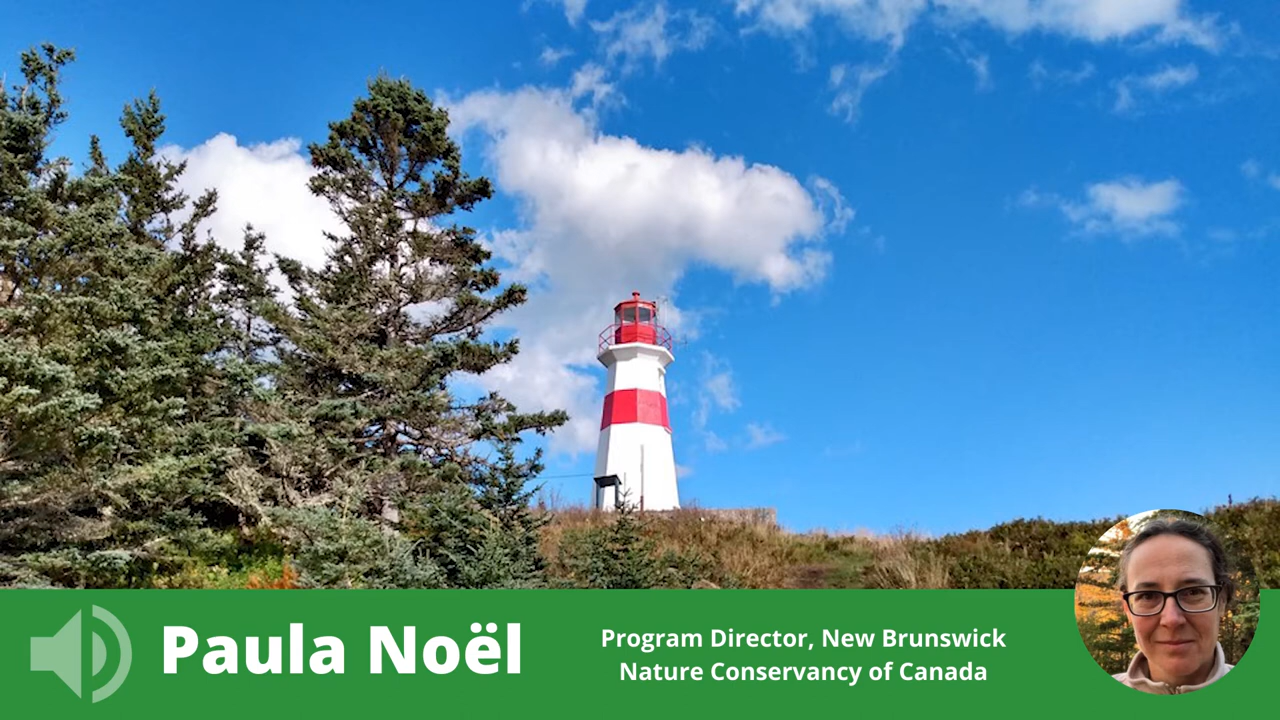 Paula Noël
Program Director, New Brunswick
Nature Conservancy of Canada